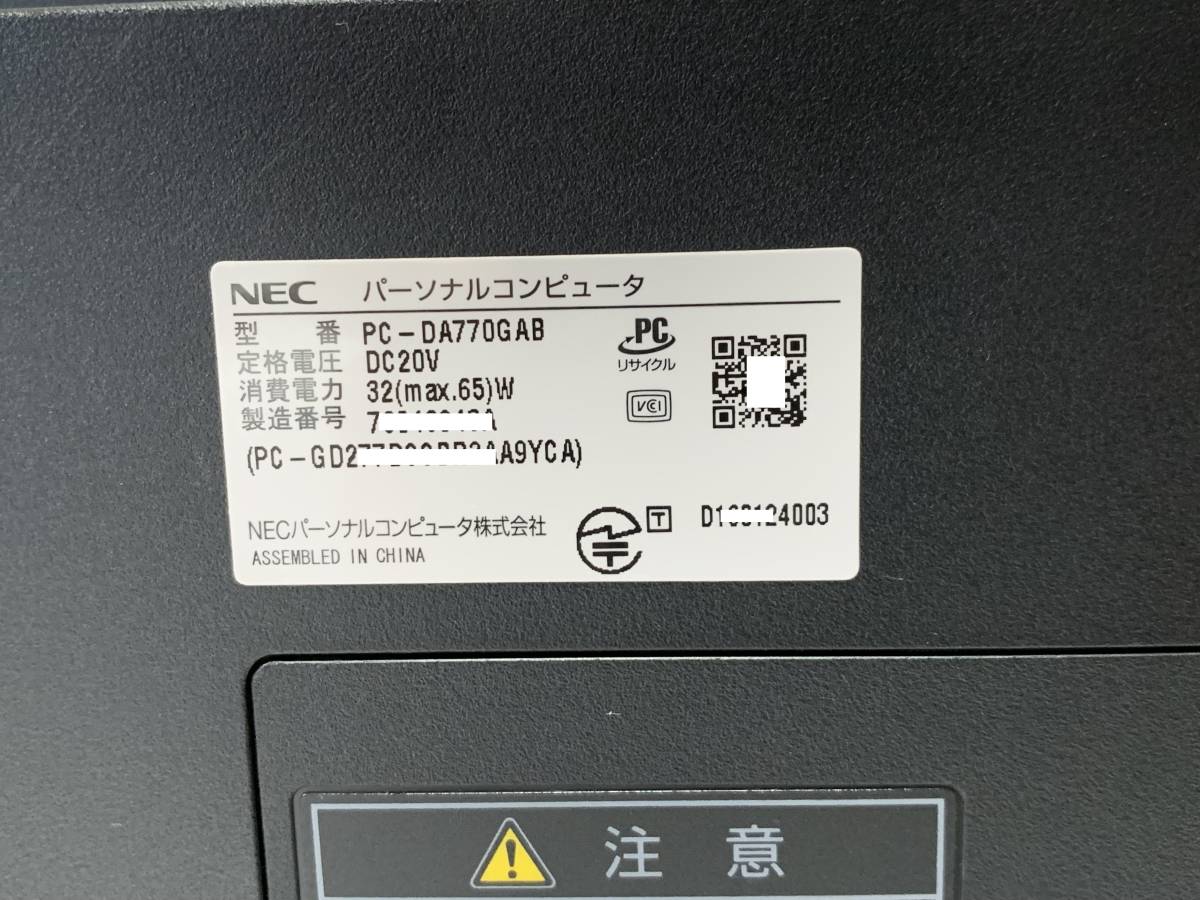 NEC パーソナルコンピュータ
型 番 PC-DA770GAB
定格電圧 DC20V
消費電力 32(max.65)W
製造番号
PC リサイクル
VCI
NECパーソナルコンピュータ株式会社
ASSEMBLED IN CHINA
T
注 意